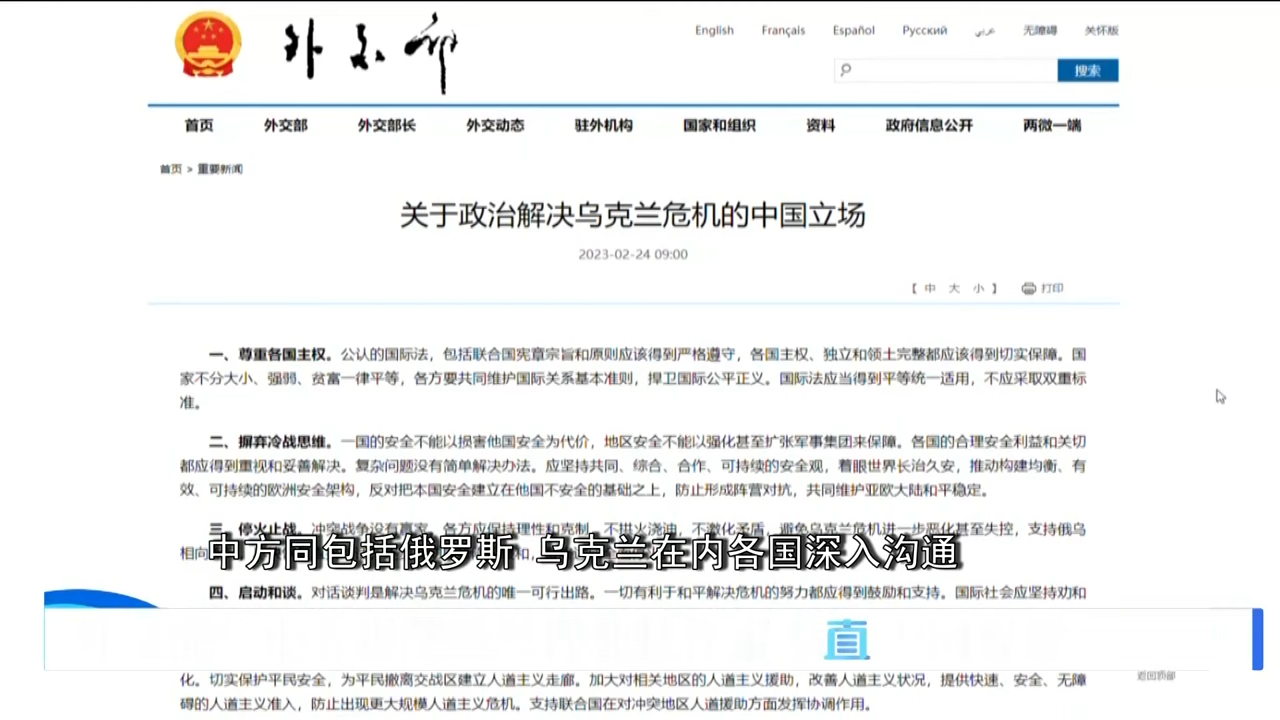 外交部
English Français Español Русский عربي 无障碍 关怀版
搜索
首页 外交部 外交部长 外交动态 驻外机构 国家和组织 资料 政府信息公开 两微一端
首页 > 重要新闻
关于政治解决乌克兰危机的中国立场
2023-02-24 09:00
【 中 大 小 】 打印
一、尊重各国主权。公认的国际法，包括联合国宪章宗旨和原则应该得到严格遵守，各国主权、独立和领土完整都应该得到切实保障。国
家不分大小、强弱、贫富一律平等，各方要共同维护国际关系基本准则，捍卫国际公平正义。国际法应当得到平等统一适用，不应采取双重标
准。
二、摒弃冷战思维。一国的安全不能以损害他国安全为代价，地区安全不能以强化甚至扩张军事集团来保障。各国的合理安全利益和关切
都应得到重视和妥善解决。复杂问题没有简单解决办法。应坚持共同、综合、合作、可持续的安全观，着眼世界长治久安，推动构建均衡、有
效、可持续的欧洲安全架构，反对把本国安全建立在他国不安全的基础之上，防止形成阵营对抗，共同维护亚欧大陆和平稳定。
三、停火止战。冲突战争没有赢家。各方应保持理性和克制，不拱火浇油，不激化矛盾，避免乌克兰危机进一步恶化甚至失控，支持俄乌
相向
中方同包括俄罗斯 乌克兰在内各国深入沟通
四、启动和谈。对话谈判是解决乌克兰危机的唯一可行出路。一切有利于和平解决危机的努力都应得到鼓励和支持。国际社会应坚持劝和
直
化。切实保护平民安全，为平民撤离交战区建立人道主义走廊。加大对相关地区的人道主义援助，改善人道主义状况，提供快速、安全、无障
返回顶部
碍的人道主义准入，防止出现更大规模人道主义危机。支持联合国在对冲突地区人道援助方面发挥协调作用。